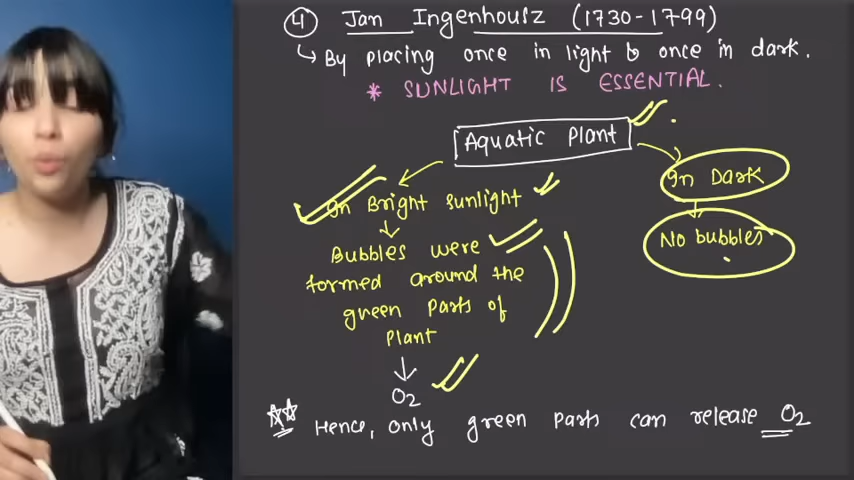 4 Jan Ingenhousz (1730-1799)
↳ By placing once in light & once in dark.
* SUNLIGHT IS ESSENTIAL.
Aquatic Plant
In Bright sunlight
In Dark
Bubbles were
formed around the
green parts of
plant
No bubbles
O2
Hence, only green parts can release O2